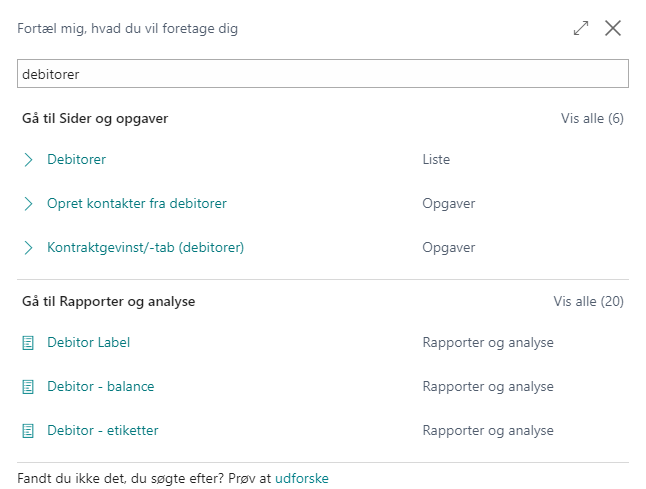 Fortæl mig, hvad du vil foretage dig
debitorer
Gå til Sider og opgaver Vis alle (6)
Debitorer Liste
Opret kontakter fra debitorer Opgaver
Kontraktgevinst/-tab (debitorer) Opgaver
Gå til Rapporter og analyse Vis alle (20)
Debitor Label Rapporter og analyse
Debitor - balance Rapporter og analyse
Debitor - etiketter Rapporter og analyse
Fandt du ikke det, du søgte efter? Prøv at udforske